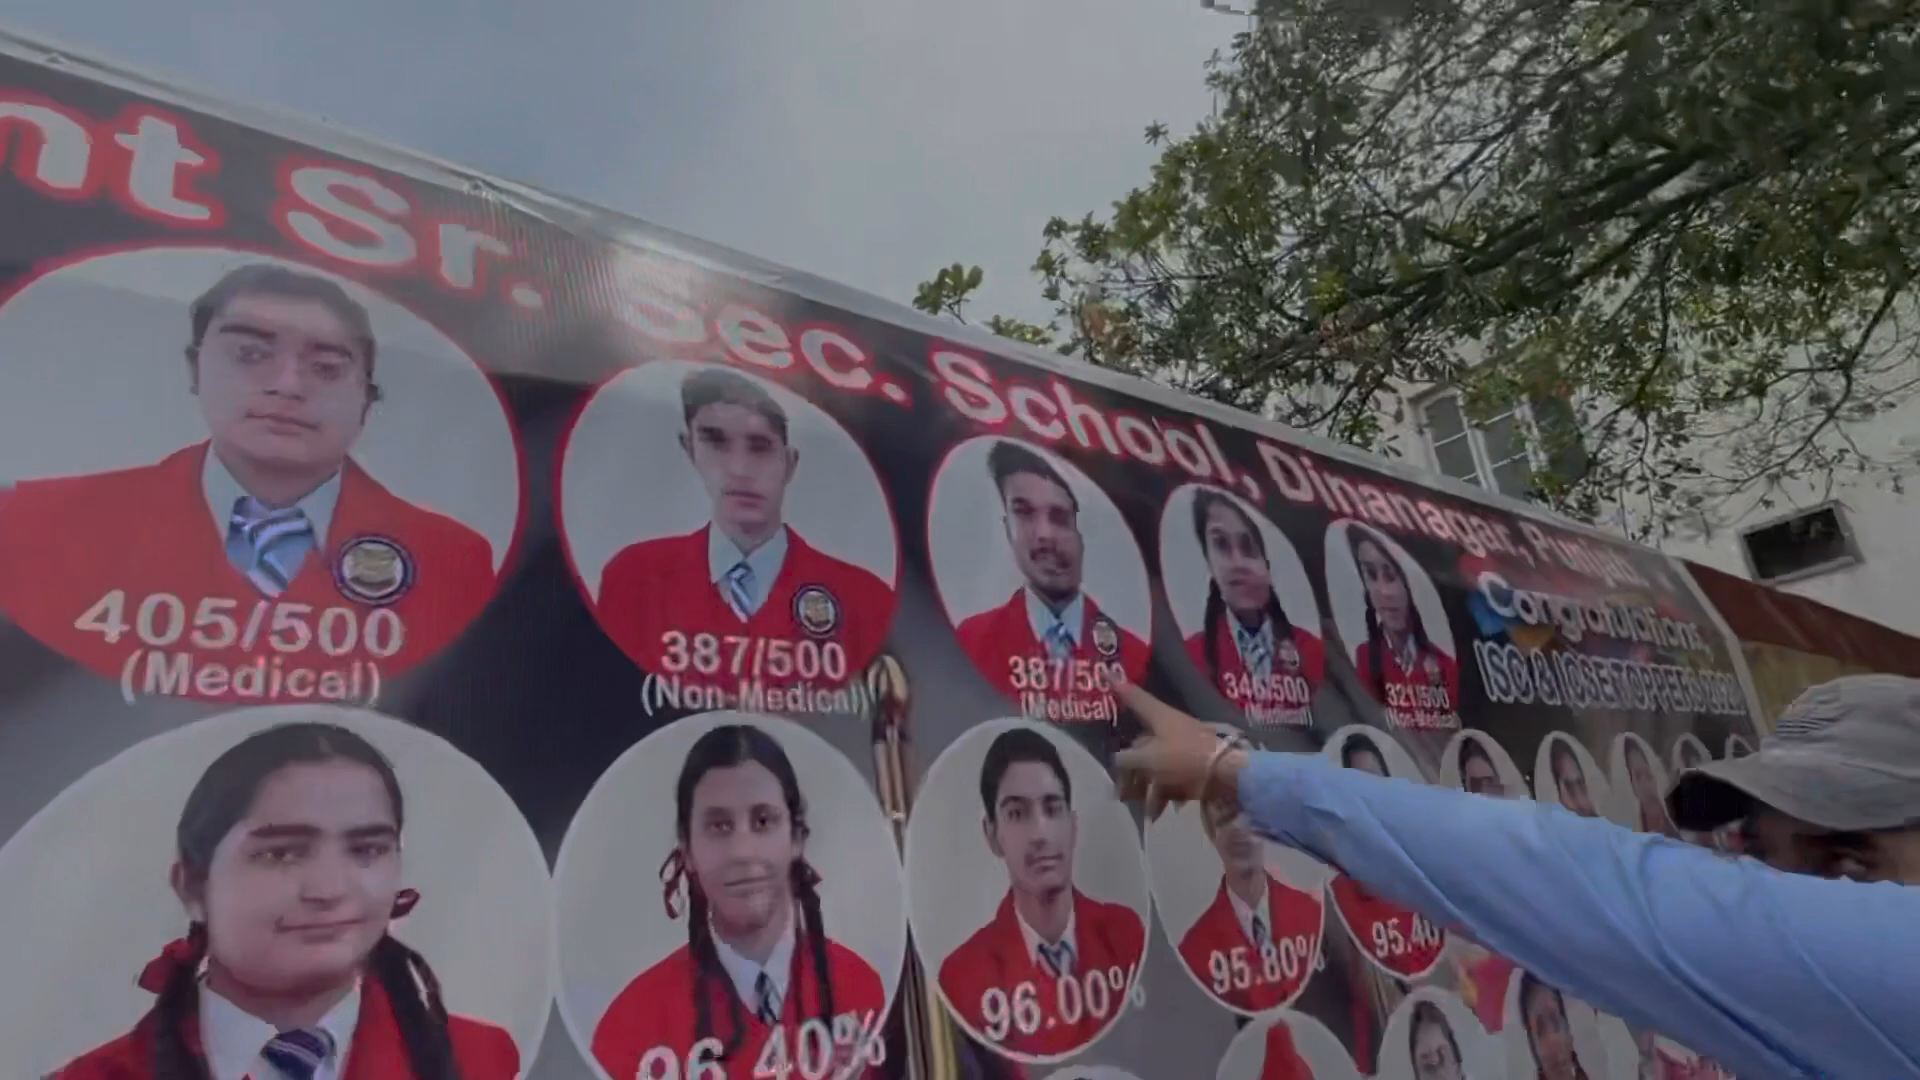 nt Sr. Sec. School, Dinanagar, Punjab.
405/500
(Medical)
387/500
(Non-Medical)
387/500
(Medical)
346/500
(Medical)
321/500
(Non-Medical)
Congratulations,
ISC & ICSE TOPPERS
96.40%
96.00%
95.80%
95.40